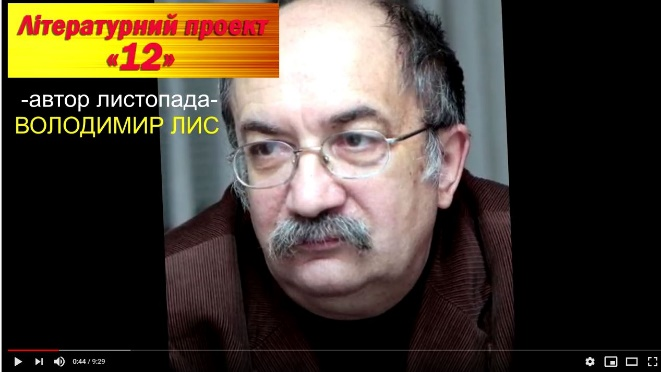 Літературний проект
«12»
-автор листопада-
ВОЛОДИМИР ЛИС
0:44 / 9:29